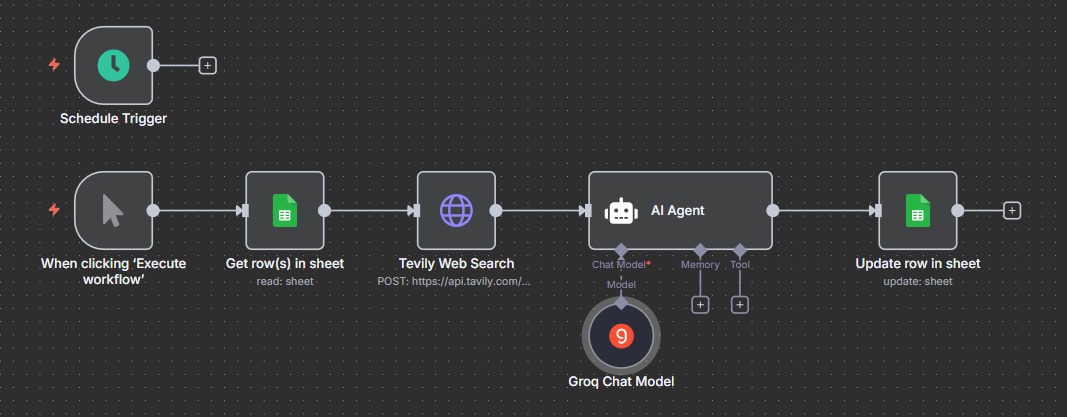 Schedule Trigger
When clicking ‘Execute
workflow’
Get row(s) in sheet
read: sheet
Tevily Web Search
POST: https://api.tavily.com/...
AI Agent
Chat Model*
Memory
Tool
Model
Groq Chat Model
Update row in sheet
update: sheet